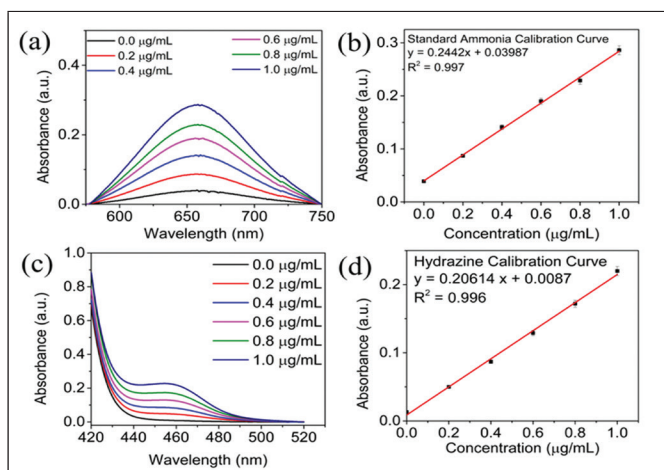 (a)
0.0 µg/mL
0.2 µg/mL
0.4 µg/mL
0.6 µg/mL
0.8 µg/mL
1.0 µg/mL
Absorbance (a.u.)
0.4
0.2
0.0
600 650 700 750
Wavelength (nm)
(b)
Standard Ammonia Calibration Curve
y = 0.2442x + 0.03987
R² = 0.997
Absorbance (a.u.)
0.3
0.2
0.1
0.0
0.0 0.2 0.4 0.6 0.8 1.0
Concentration (µg/mL)
(c)
0.0 µg/mL
0.2 µg/mL
0.4 µg/mL
0.6 µg/mL
0.8 µg/mL
1.0 µg/mL
Absorbance (a.u.)
1.0
0.8
0.6
0.4
0.2
0.0
420 440 460 480 500 520
Wavelength (nm)
(d)
Hydrazine Calibration Curve
y = 0.20614 x + 0.0087
R² = 0.996
Absorbance (a.u.)
0.2
0.1
0.0
0.0 0.2 0.4 0.6 0.8 1.0
Concentration (µg/mL)